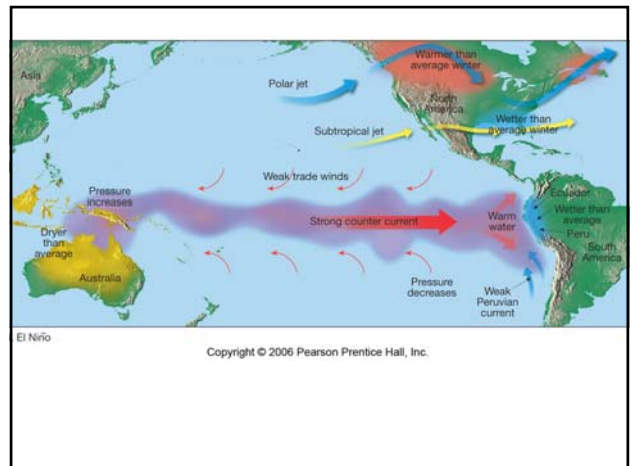 Asia
Warmer than
average winter
Polar jet
North
America
Subtropical jet
Wetter than
average winter
Weak trade winds
Pressure
increases
Ecuador
Strong counter current
Warm
water
Wetter than
average
Peru
South
America
Dryer
than
average
Australia
Pressure
decreases
Weak
Peruvian
current
El Niño
Copyright © 2006 Pearson Prentice Hall, Inc.